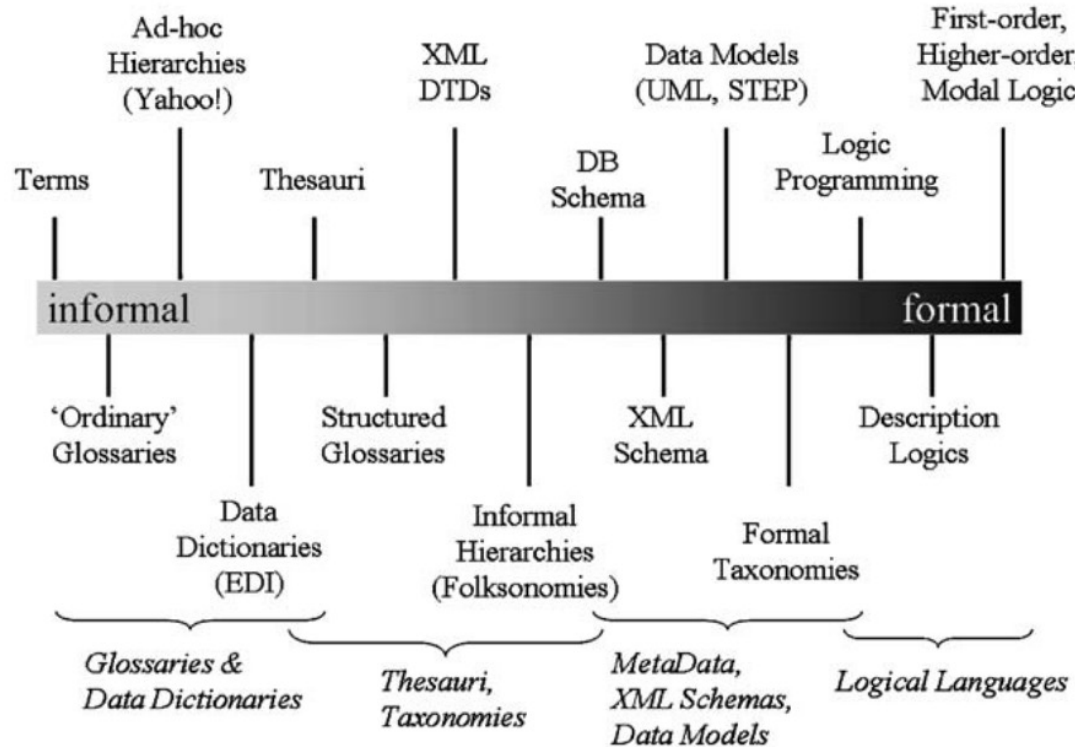 Ad-hoc
Hierarchies
(Yahoo!)
XML
DTDs
Data Models
(UML, STEP)
First-order,
Higher-order,
Modal Logic
Terms
Thesauri
DB
Schema
Logic
Programming
informal
formal
‘Ordinary’
Glossaries
Structured
Glossaries
XML
Schema
Description
Logics
Data
Dictionaries
(EDI)
Informal
Hierarchies
(Folksonomies)
Formal
Taxonomies
Glossaries &
Data Dictionaries
Thesauri,
Taxonomies
MetaData,
XML Schemas,
Data Models
Logical Languages